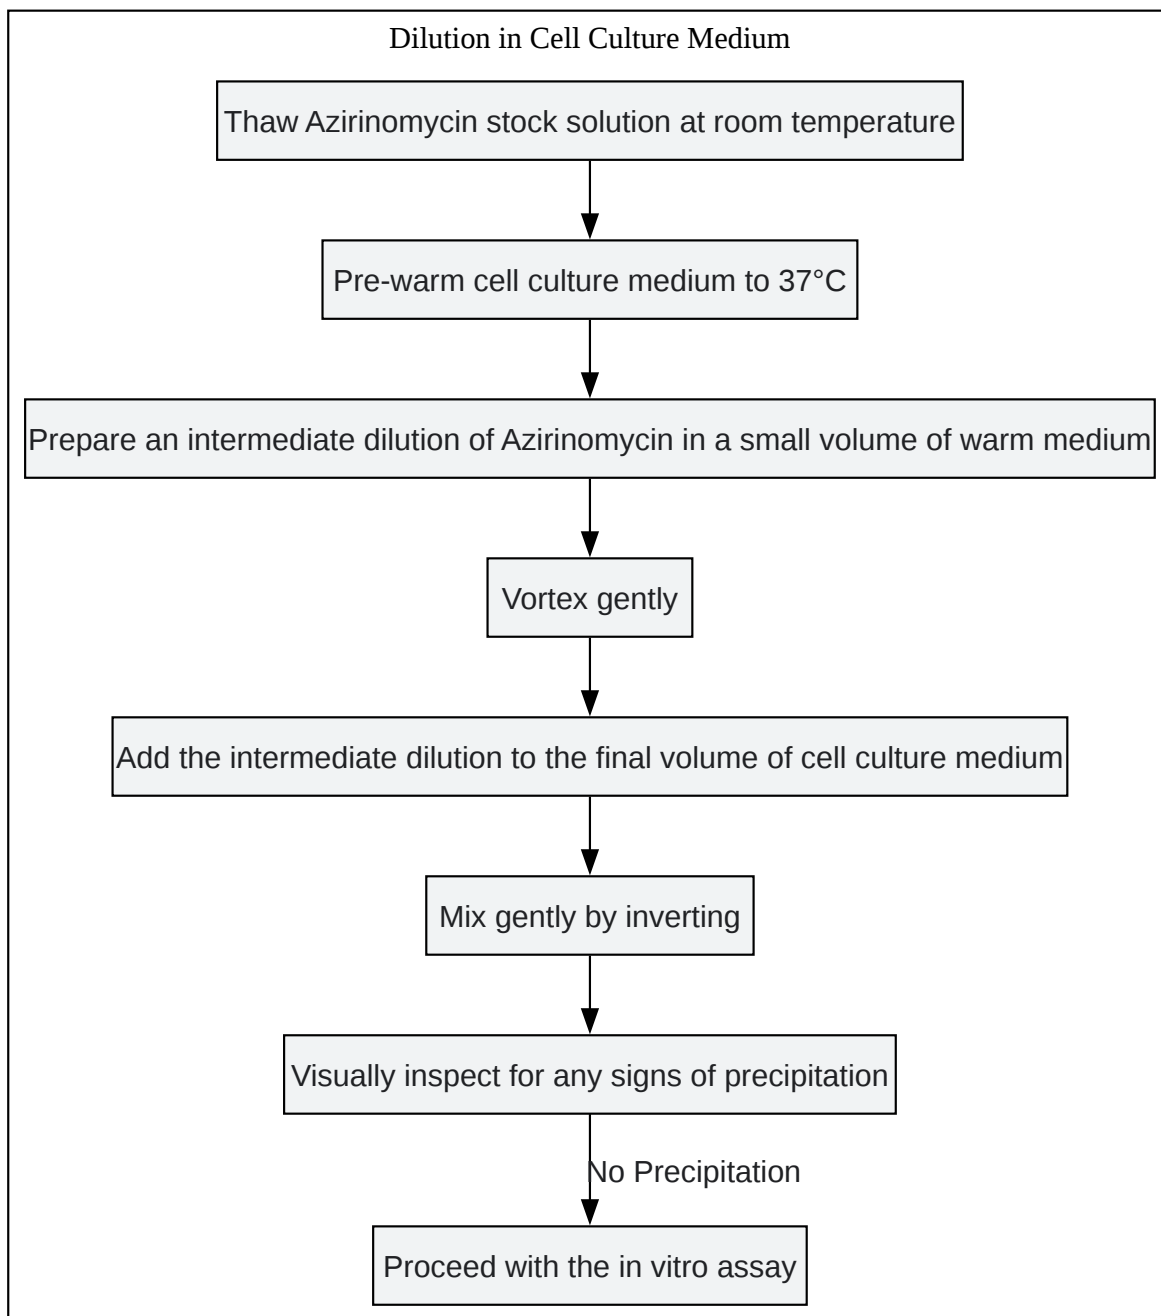 Dilution in Cell Culture Medium
Thaw Azirinomycin stock solution at room temperature
Pre-warm cell culture medium to 37°C
Prepare an intermediate dilution of Azirinomycin in a small volume of warm medium
Vortex gently
Add the intermediate dilution to the final volume of cell culture medium
Mix gently by inverting
Visually inspect for any signs of precipitation
No Precipitation
Proceed with the in vitro assay